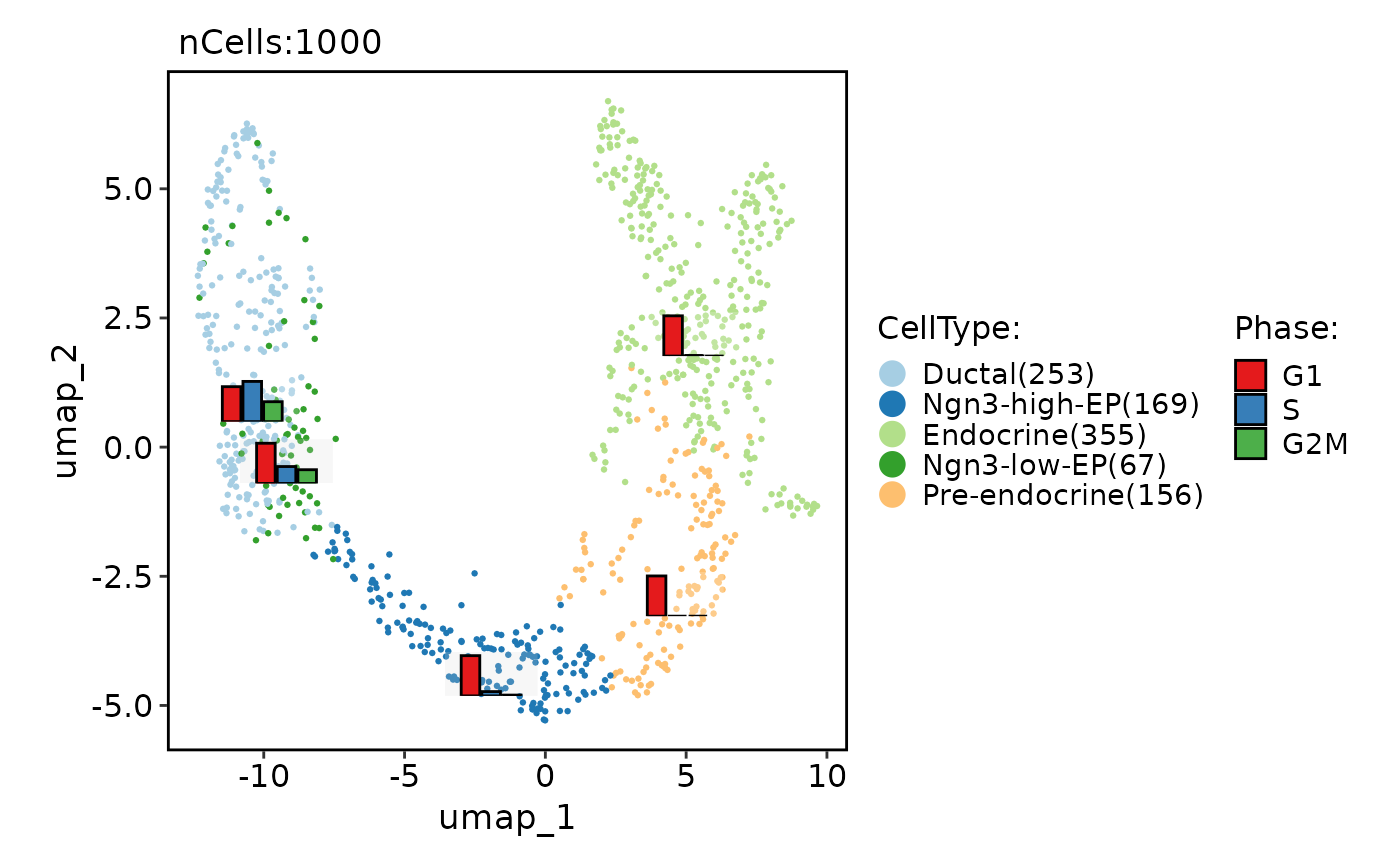 nCells:1000
umap_2
5.0
2.5
0.0
-2.5
-5.0
-10
-5
0
5
10
umap_1
CellType:
Ductal(253)
Ngn3-high-EP(169)
Endocrine(355)
Ngn3-low-EP(67)
Pre-endocrine(156)
Phase:
G1
S
G2M